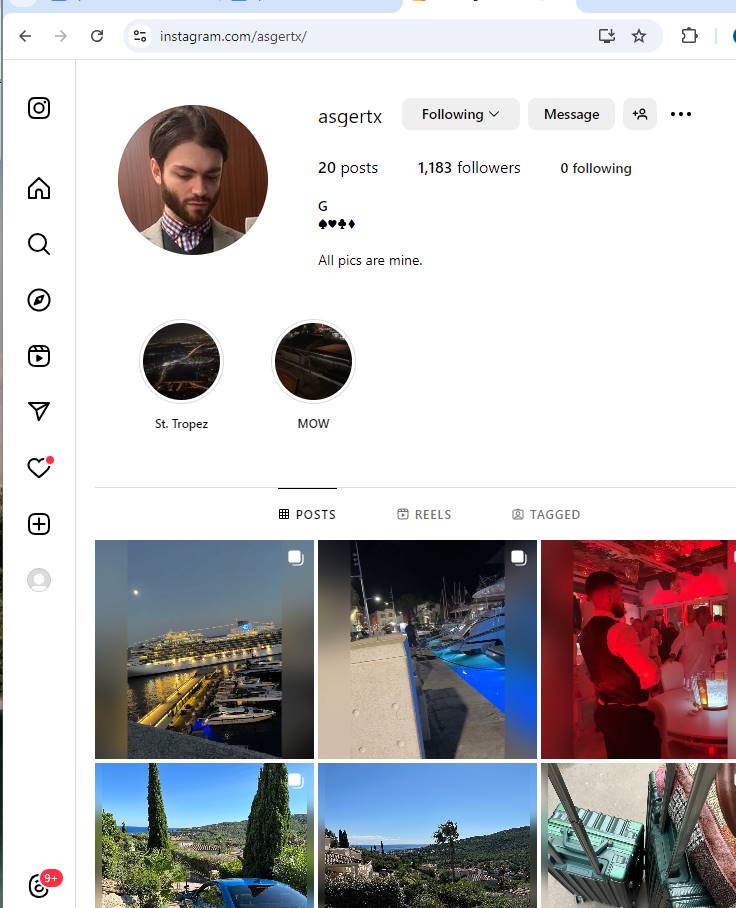 instagram.com/asgertx/
asgertx Following Message
20 posts 1,183 followers 0 following
G
♠♥♣♦
All pics are mine.
St. Tropez MOW
POSTS REELS TAGGED
9+